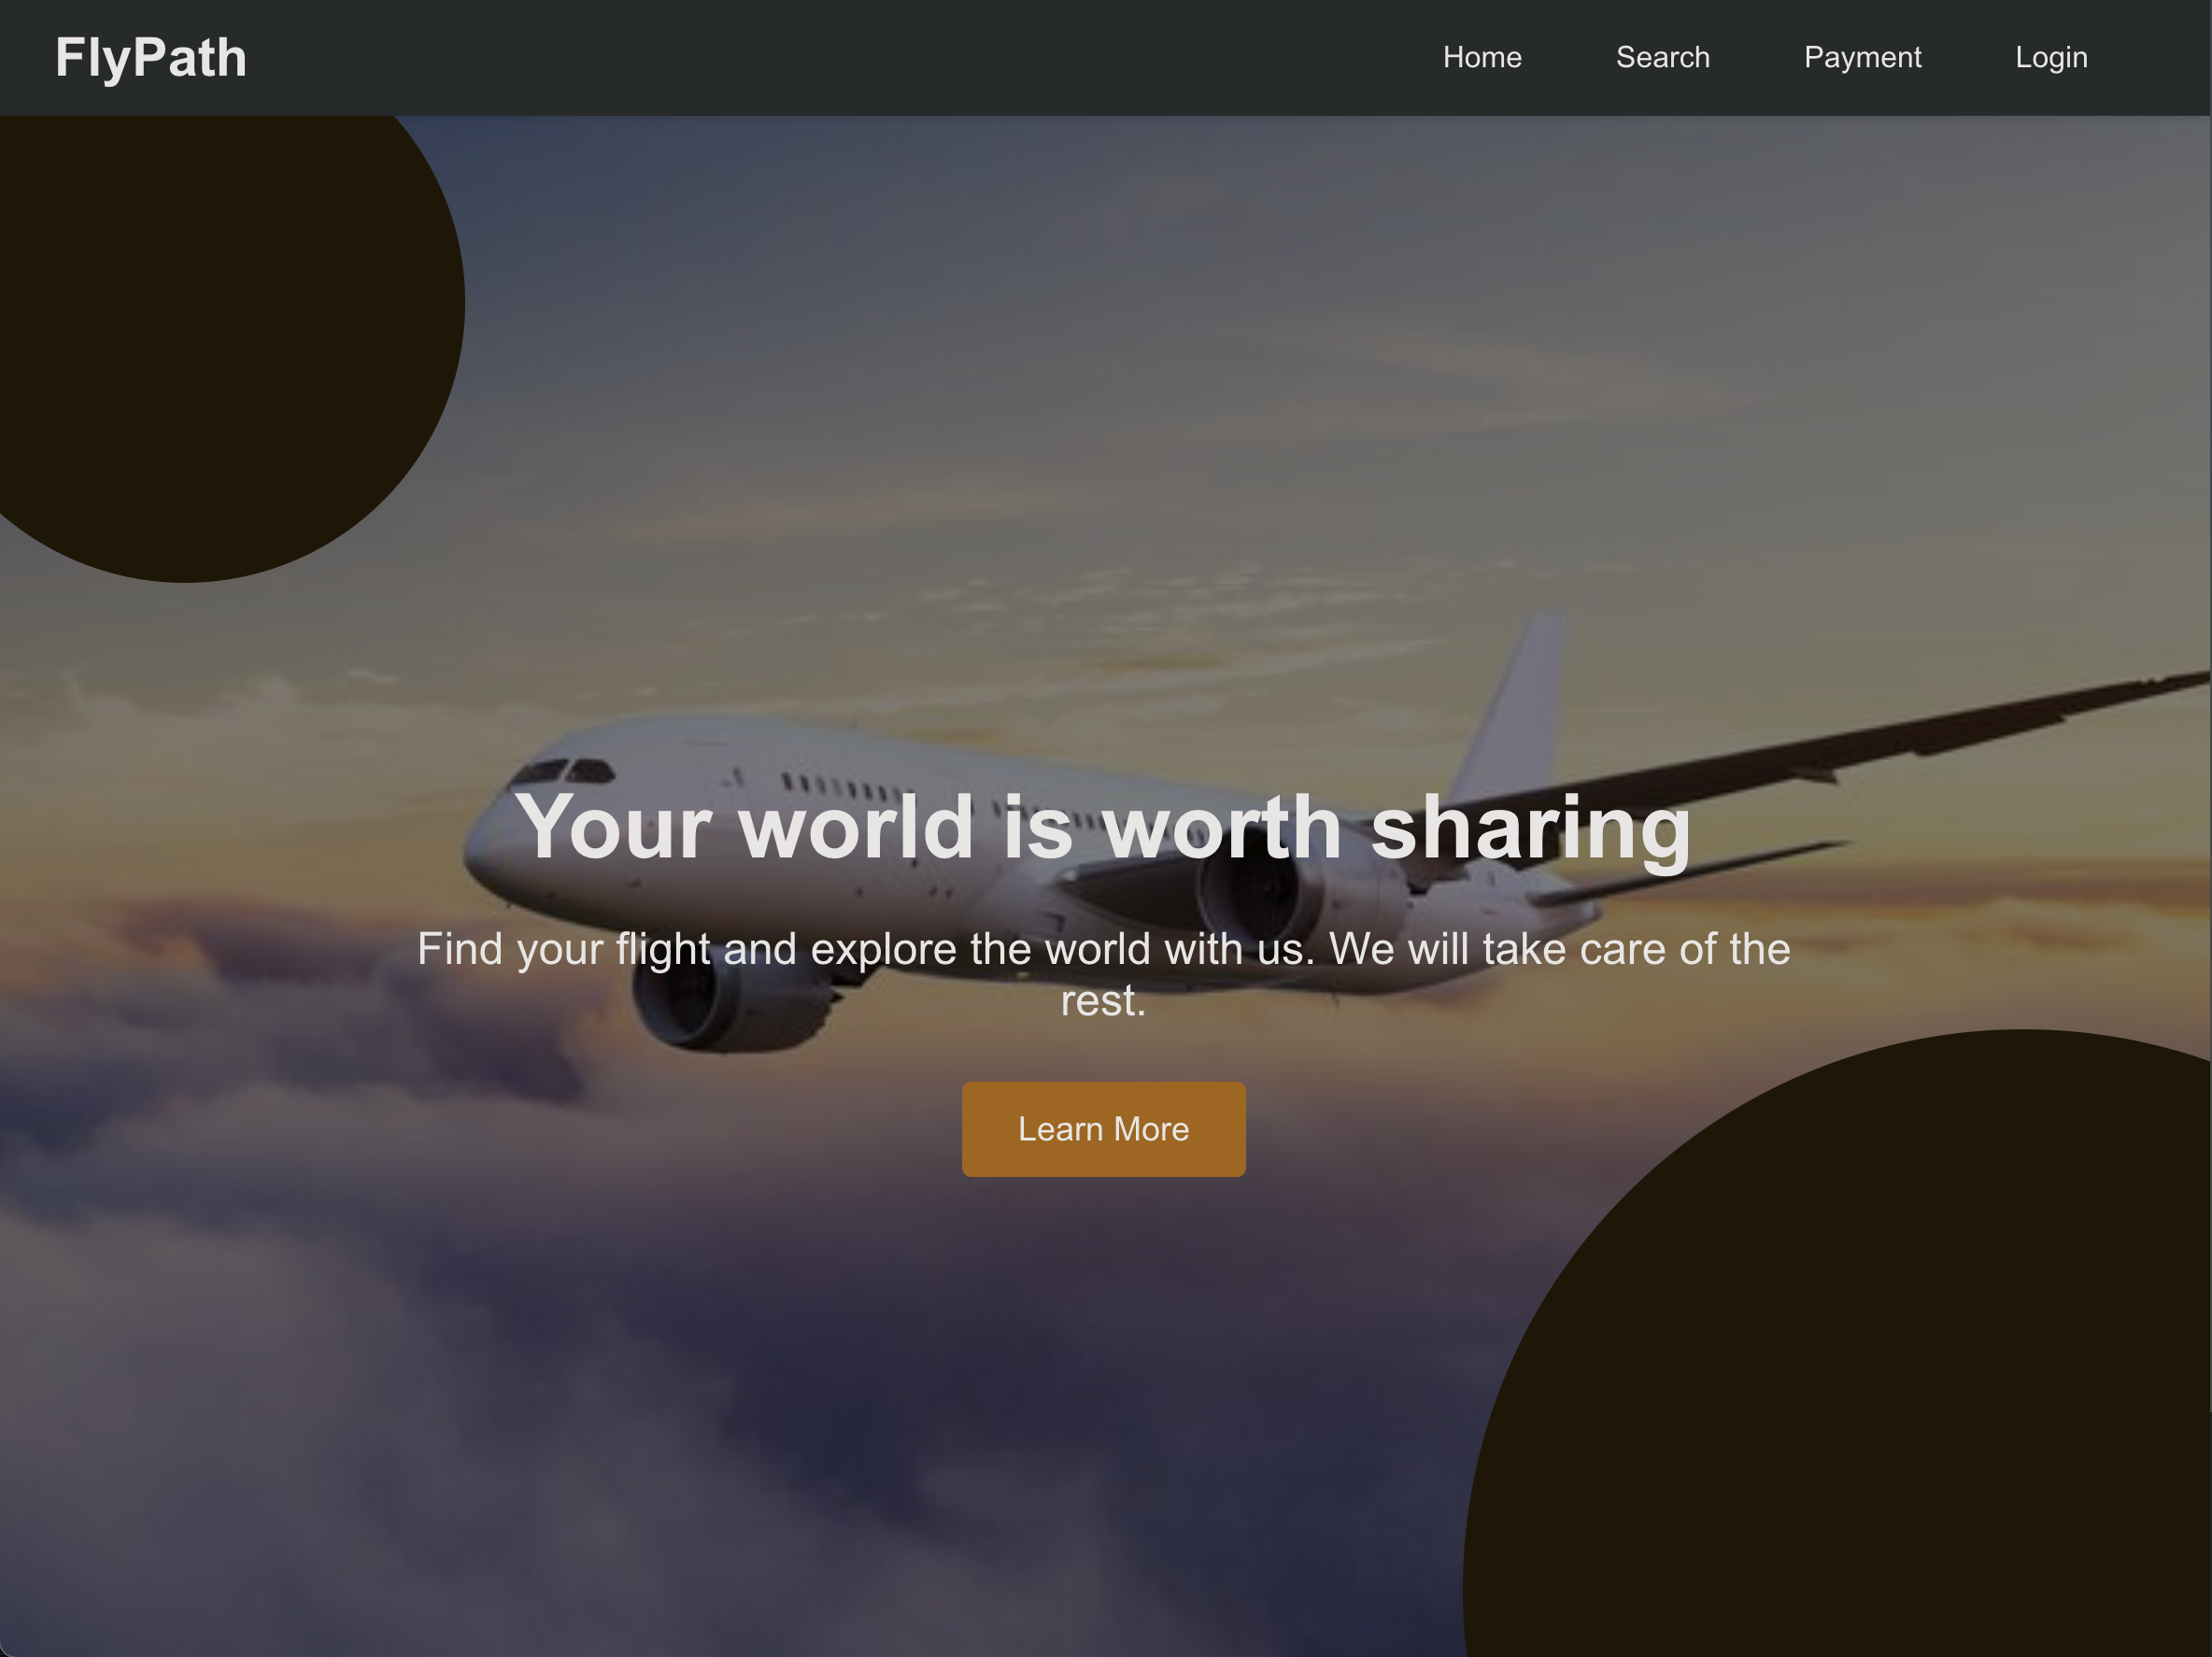 FlyPath
Home Search Payment Login
Your world is worth sharing
Find your flight and explore the world with us. We will take care of the
rest.
Learn More